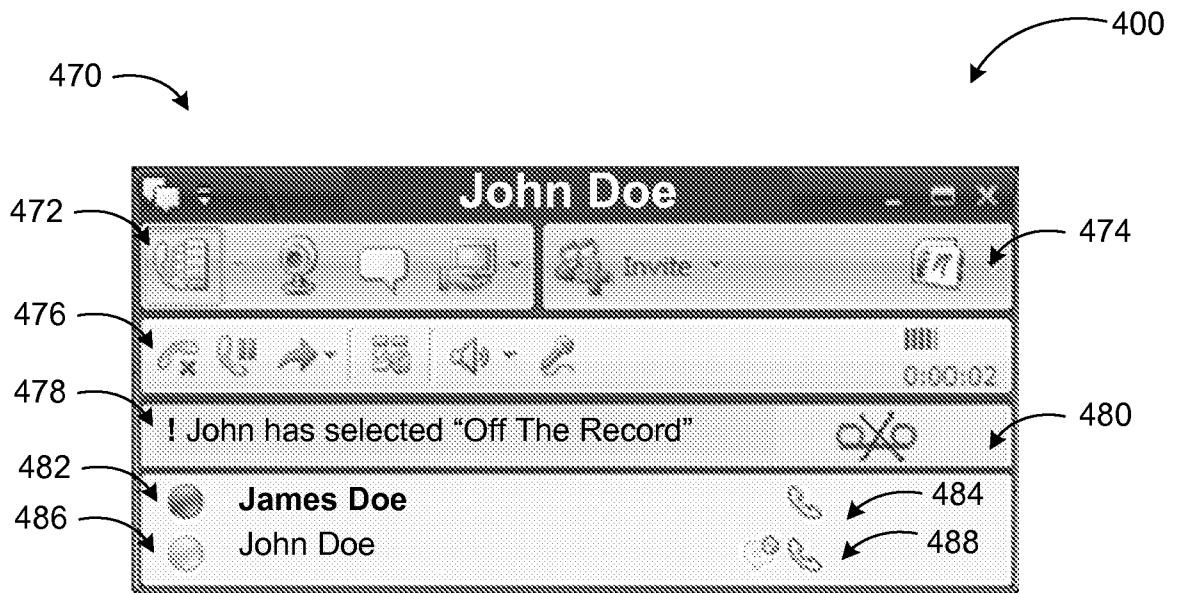 400
470
John Doe
472
Invite
474
476
0:00:02
478
! John has selected “Off The Record”
480
482
James Doe
484
486
John Doe
488